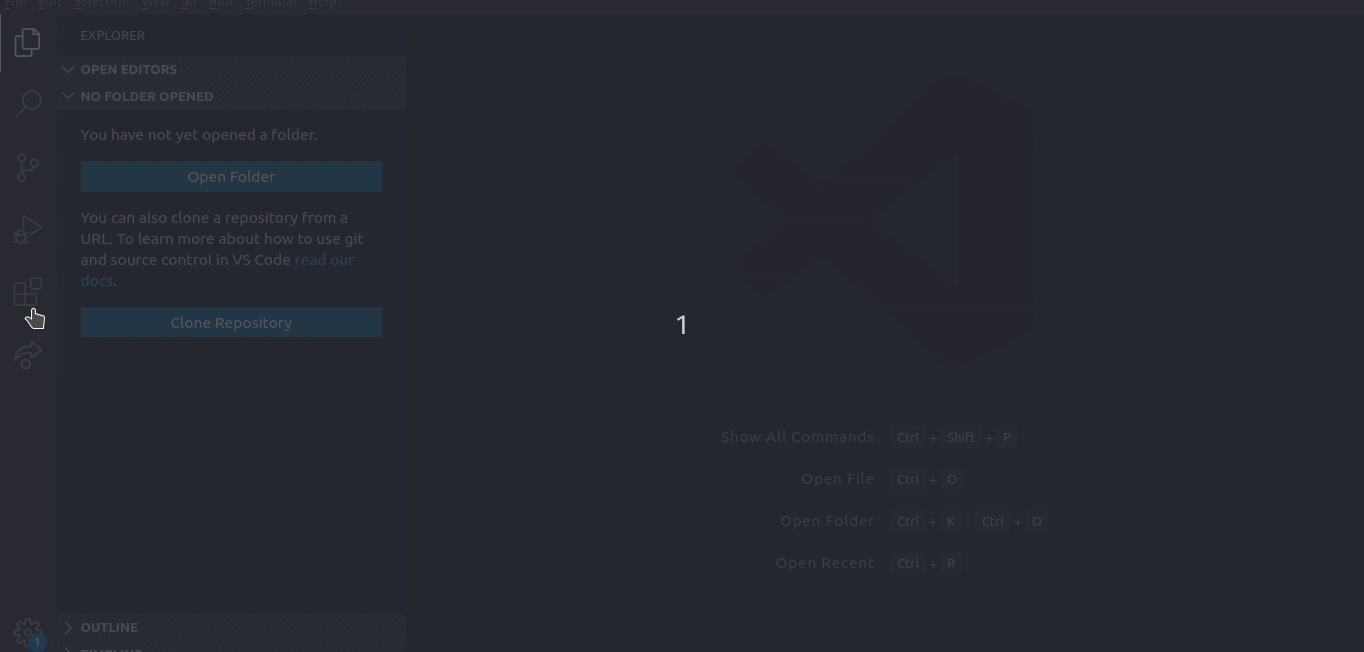 File Edit Selection View Go Run Terminal Help
EXPLORER
OPEN EDITORS
NO FOLDER OPENED
You have not yet opened a folder.
Open Folder
You can also clone a repository from a
URL. To learn more about how to use git
and source control in VS Code read our
docs.
Clone Repository
1
Show All Commands Ctrl + Shift + P
Open File Ctrl + O
Open Folder Ctrl + K Ctrl + O
Open Recent Ctrl + R
OUTLINE
1
TIMELINE